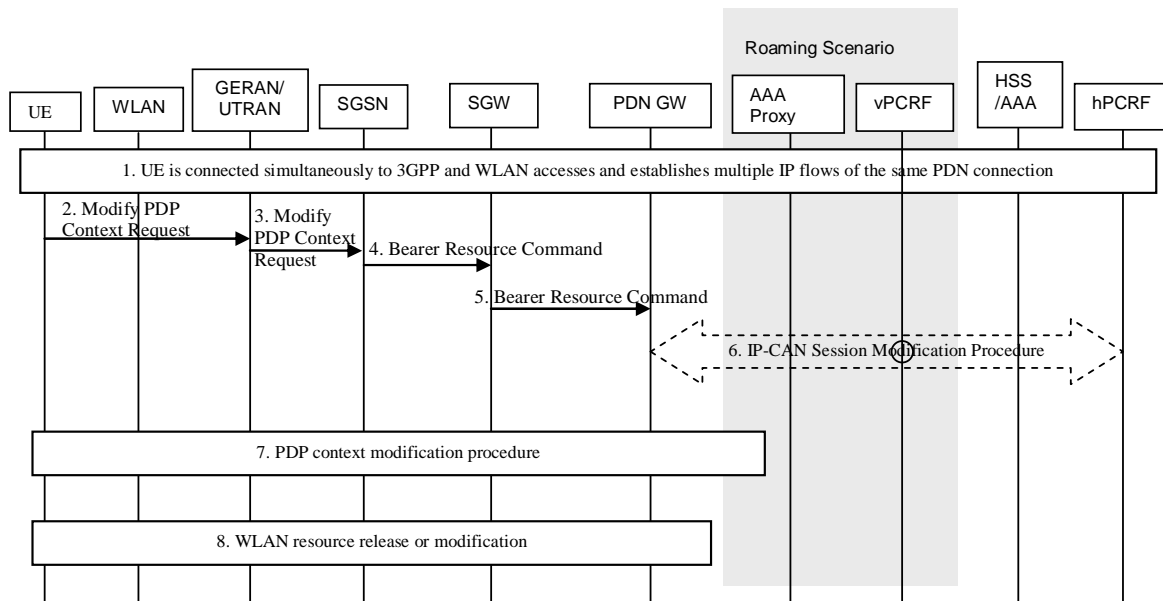 Roaming Scenario
UE
WLAN
GERAN/
UTRAN
SGSN
SGW
PDN GW
AAA
Proxy
vPCRF
HSS
/AAA
hPCRF
1. UE is connected simultaneously to 3GPP and WLAN accesses and establishes multiple IP flows of the same PDN connection
2. Modify PDP
Context Request
3. Modify
PDP Context
Request
4. Bearer Resource Command
5. Bearer Resource Command
6. IP-CAN Session Modification Procedure
7. PDP context modification procedure
8. WLAN resource release or modification